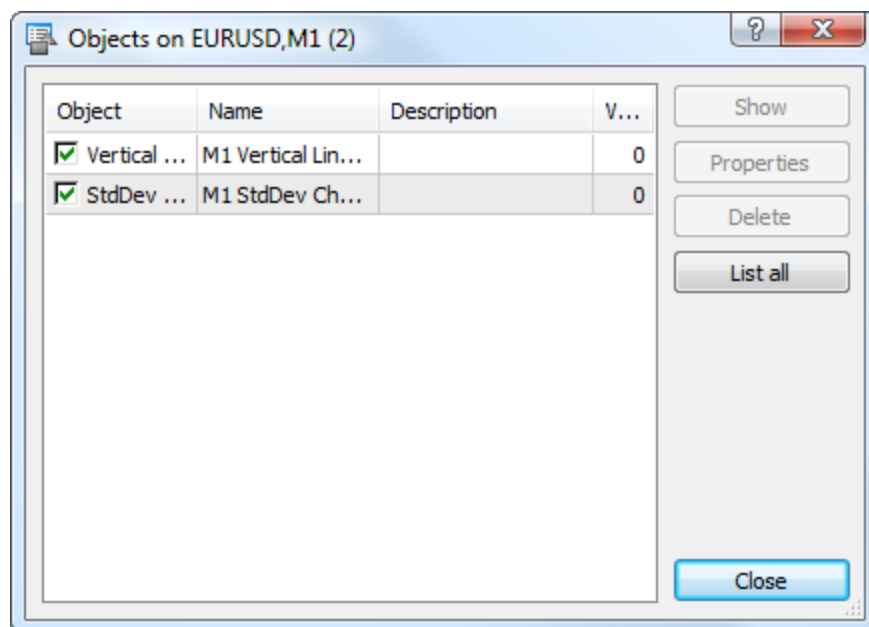 Objects on EURUSD,M1 (2)
?
Object Name Description V...
Vertical ... M1 Vertical Lin... 0
StdDev ... M1 StdDev Ch... 0
Show
Properties
Delete
List all
Close